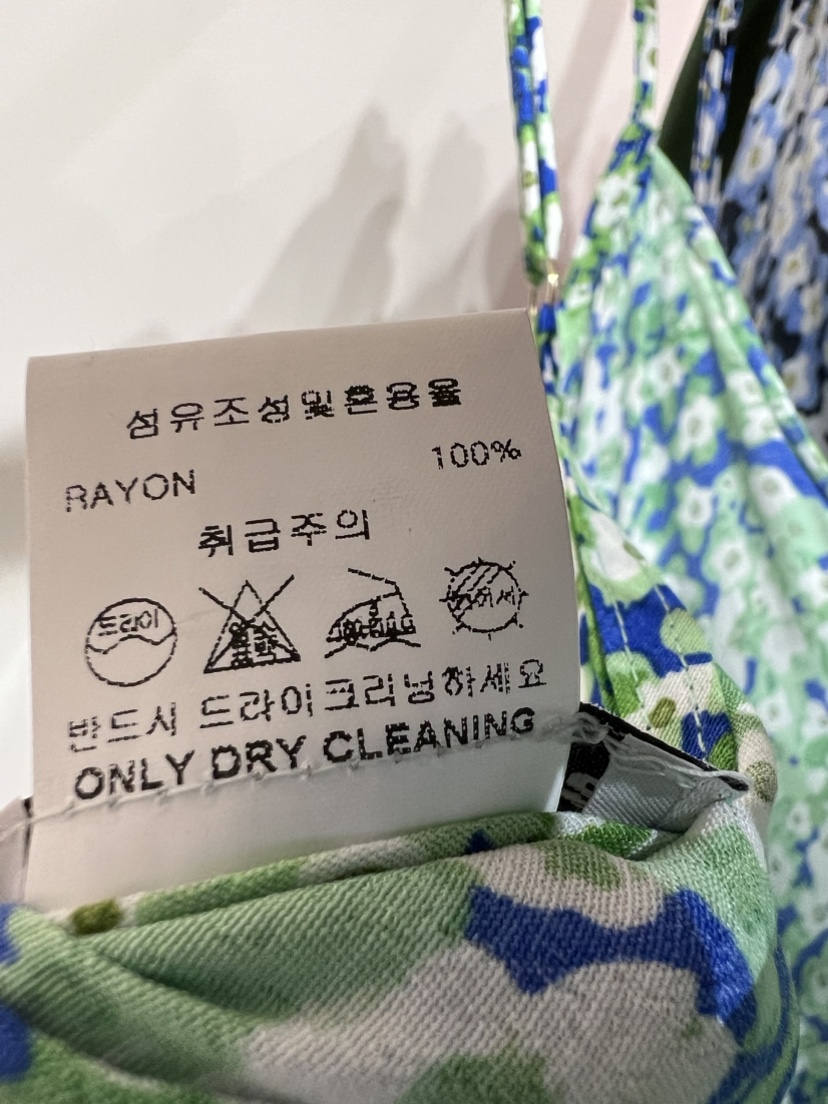 섬유조성및혼용율
RAYON 100%
취급주의
드라이
반드시 드라이크리닝하세요
ONLY DRY CLEANING